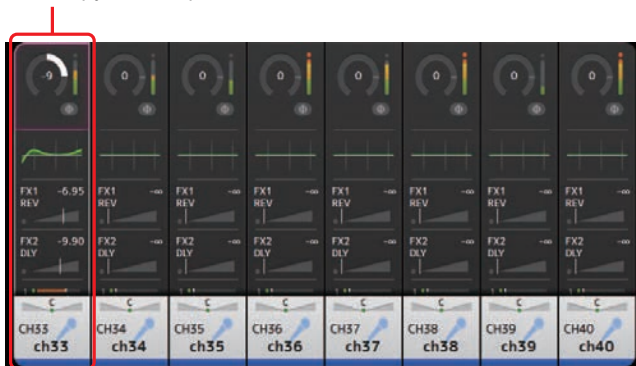 -9 0 0 0 0 0 0 0
FX1 -6.95 FX1 -∞ FX1 -∞ FX1 -∞ FX1 -∞ FX1 -∞ FX1 -∞ FX1 -∞
REV REV REV REV REV REV REV REV
FX2 -9.90 FX2 -∞ FX2 -∞ FX2 -∞ FX2 -∞ FX2 -∞ FX2 -∞ FX2 -∞
DLY DLY DLY DLY DLY DLY DLY DLY
C C C C C C C C
CH33 CH34 CH35 CH36 CH37 CH38 CH39 CH40
ch33 ch34 ch35 ch36 ch37 ch38 ch39 ch40